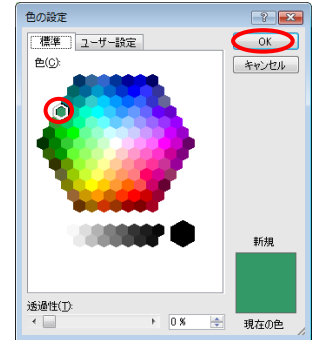 色の設定
標準 ユーザー設定
OK
キャンセル
色(C):
新規
透過性(T):
0 %
現在の色